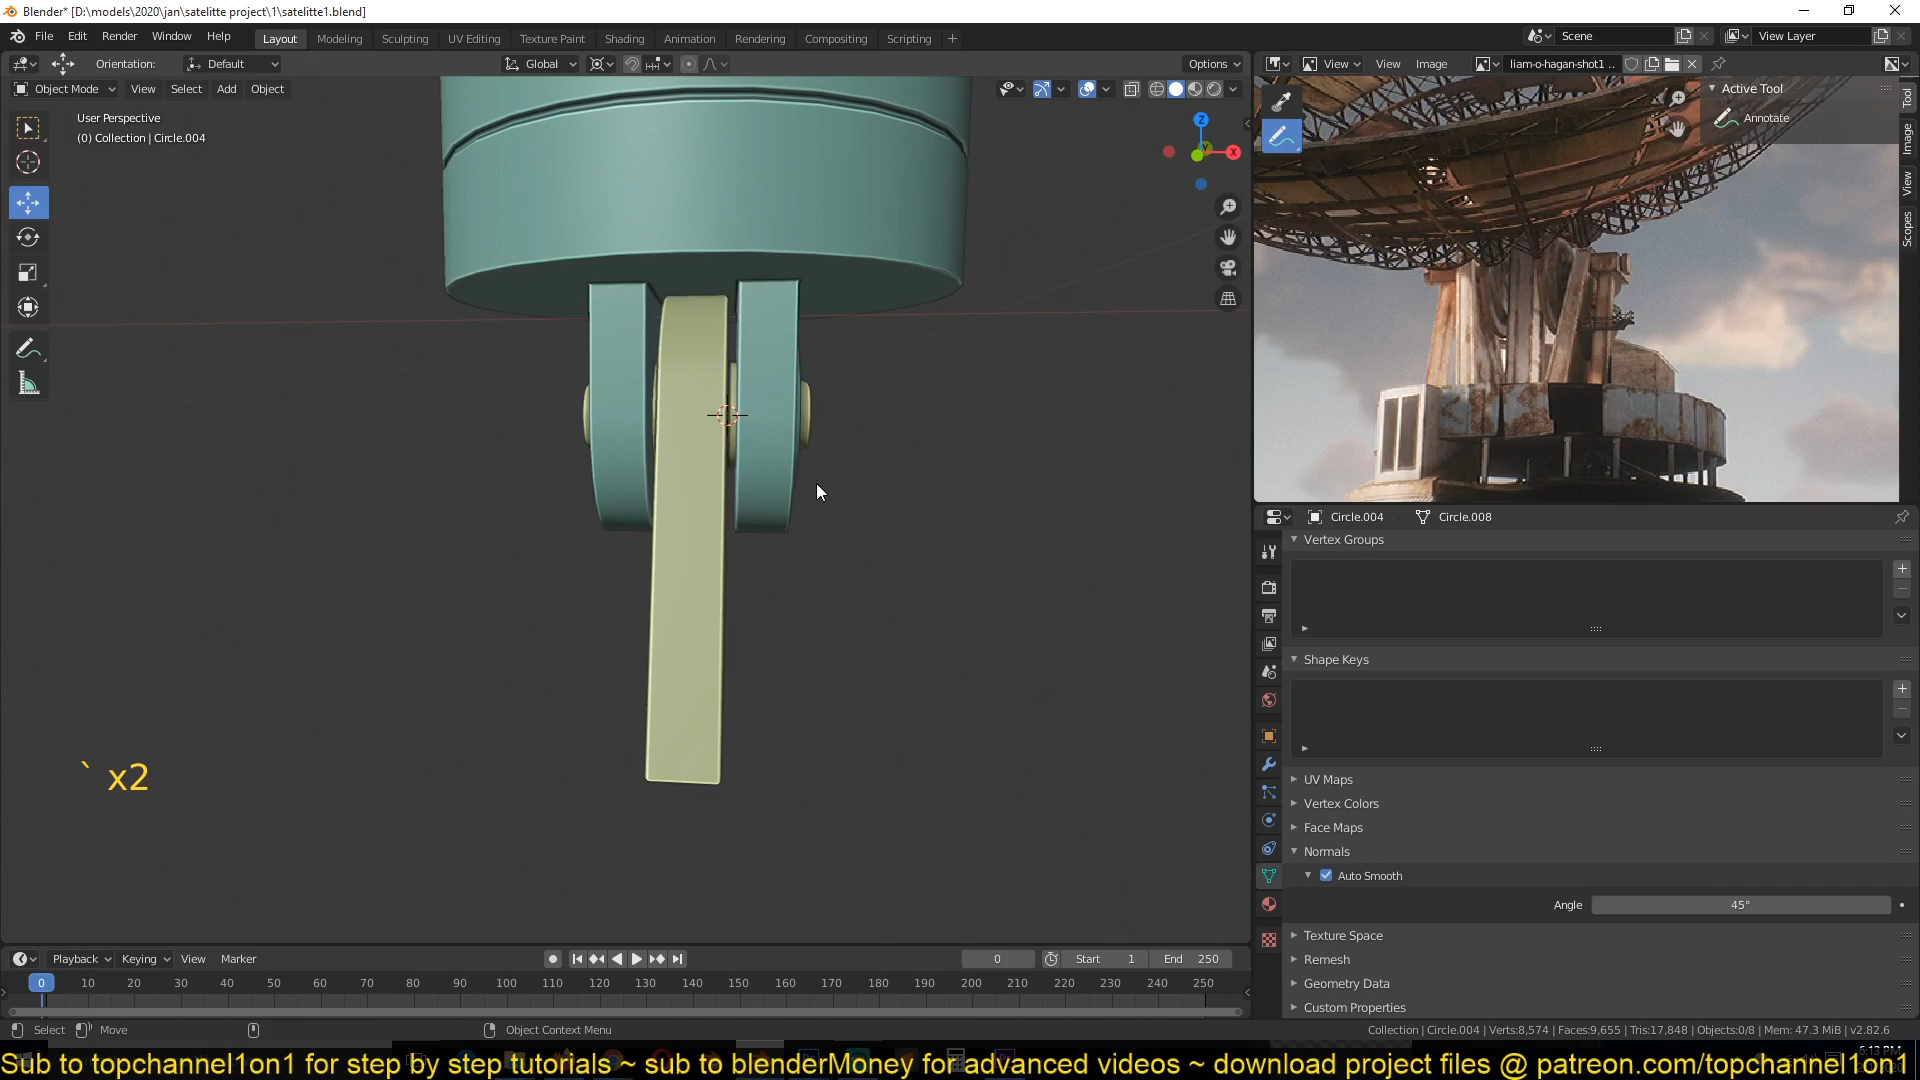 Blender* [D:\models\2020\jan\satelitte project\1\satelitte1.blend]
File Edit Render Window Help Layout Modeling Sculpting UV Editing Texture Paint Shading Animation Rendering Compositing Scripting + Scene View Layer
Orientation: Default Global Options View View Image liam-o-hagan-shot1 ..
Object Mode View Select Add Object
User Perspective
(0) Collection | Circle.004
Z
X
Y
Active Tool
Annotate
Tool
Image
View
Scopes
Circle.004 Circle.008
Vertex Groups
Shape Keys
UV Maps
Vertex Colors
Face Maps
Normals
Auto Smooth
Angle 45°
Texture Space
Remesh
Geometry Data
Custom Properties
` x2
Playback Keying View Marker 0 Start 1 End 250
0 10 20 30 40 50 60 70 80 90 100 110 120 130 140 150 160 170 180 190 200 210 220 230 240 250
Select Move Object Context Menu Collection | Circle.004 | Verts:8,574 | Faces:9,655 | Tris:17,848 | Objects:0/8 | Mem: 47.3 MiB | v2.82.6
6:13 PM
Sub to topchannel1on1 for step by step tutorials ~ sub to blenderMoney for advanced videos ~ download project files @ patreon.com/topchannel1on1